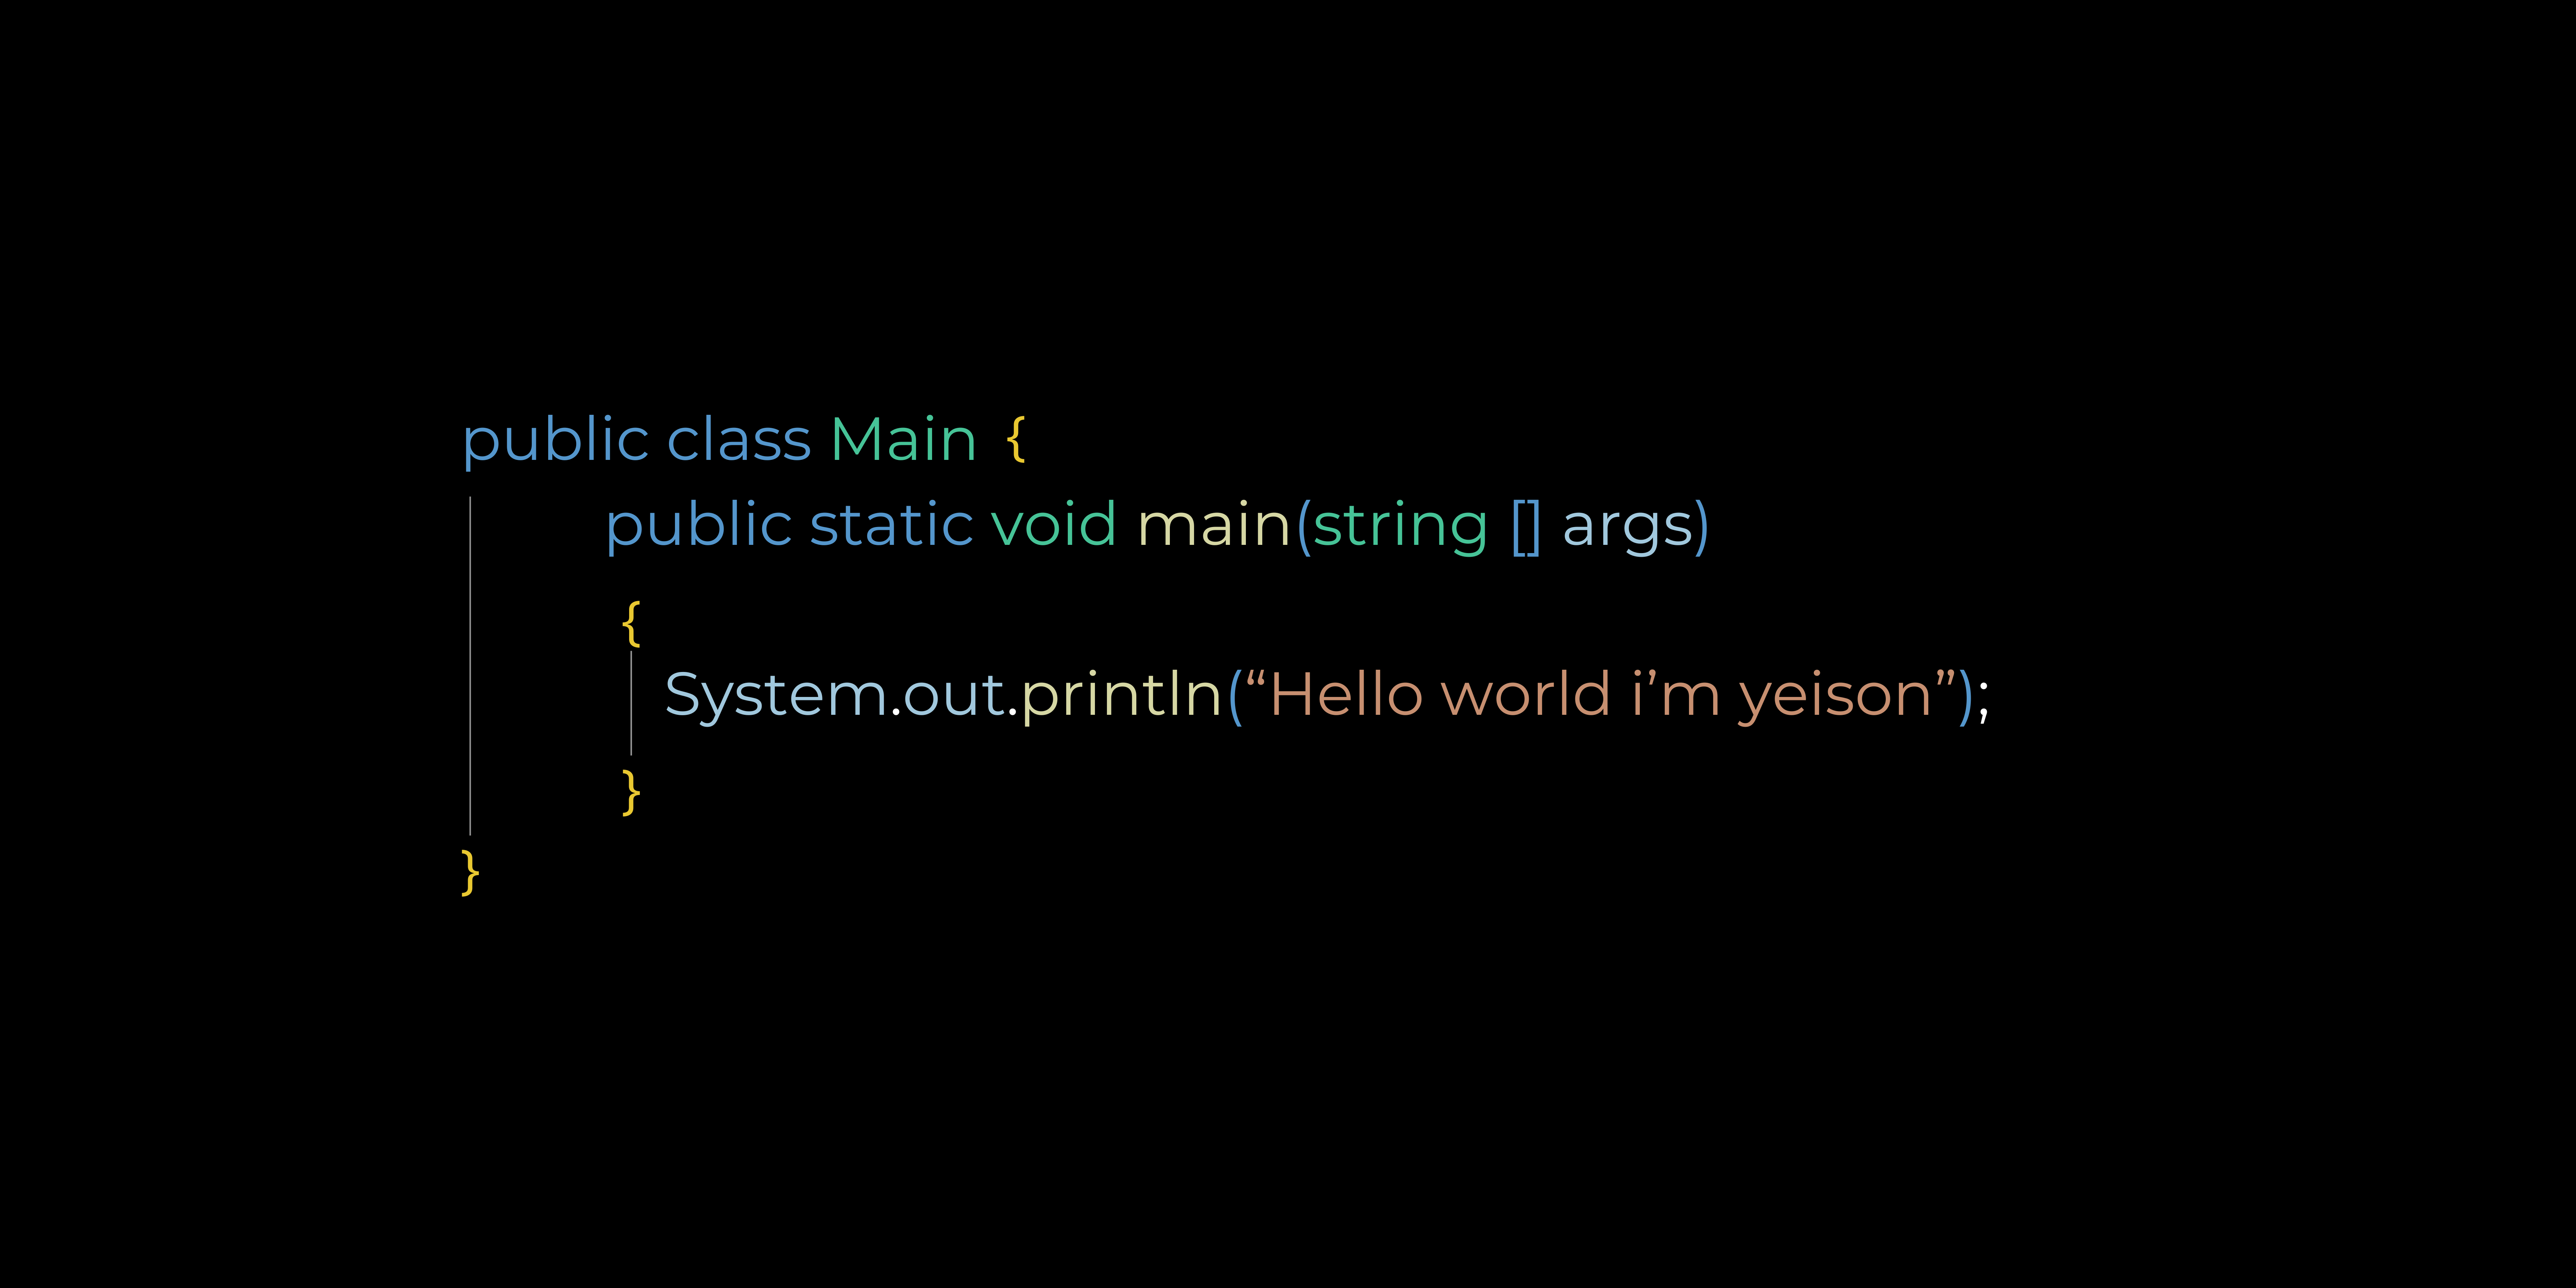 public class Main {
public static void main(string [] args)
{
System.out.println(“Hello world i’m yeison”);
}
}